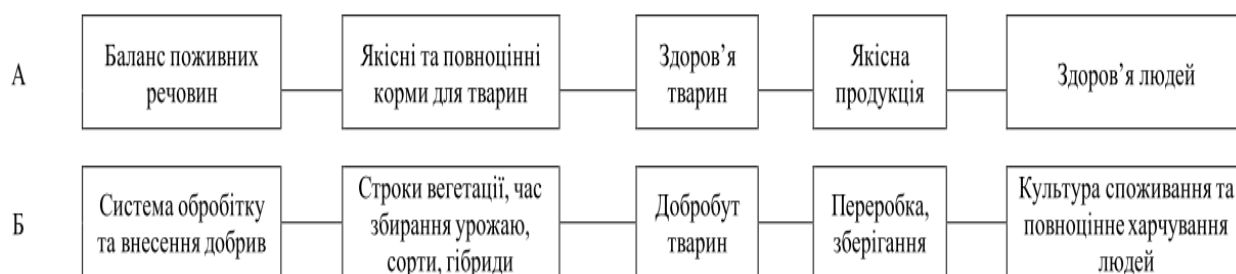 А
Баланс поживних
речовин
Якісні та повноцінні
корми для тварин
Здоров’я
тварин
Якісна
продукція
Здоров’я людей
Б
Система обробітку
та внесення добрив
Строки вегетації, час
збирання урожаю,
сорти, гібриди
Добробут
тварин
Переробка,
зберігання
Культура споживання та
повноцінне харчування
людей